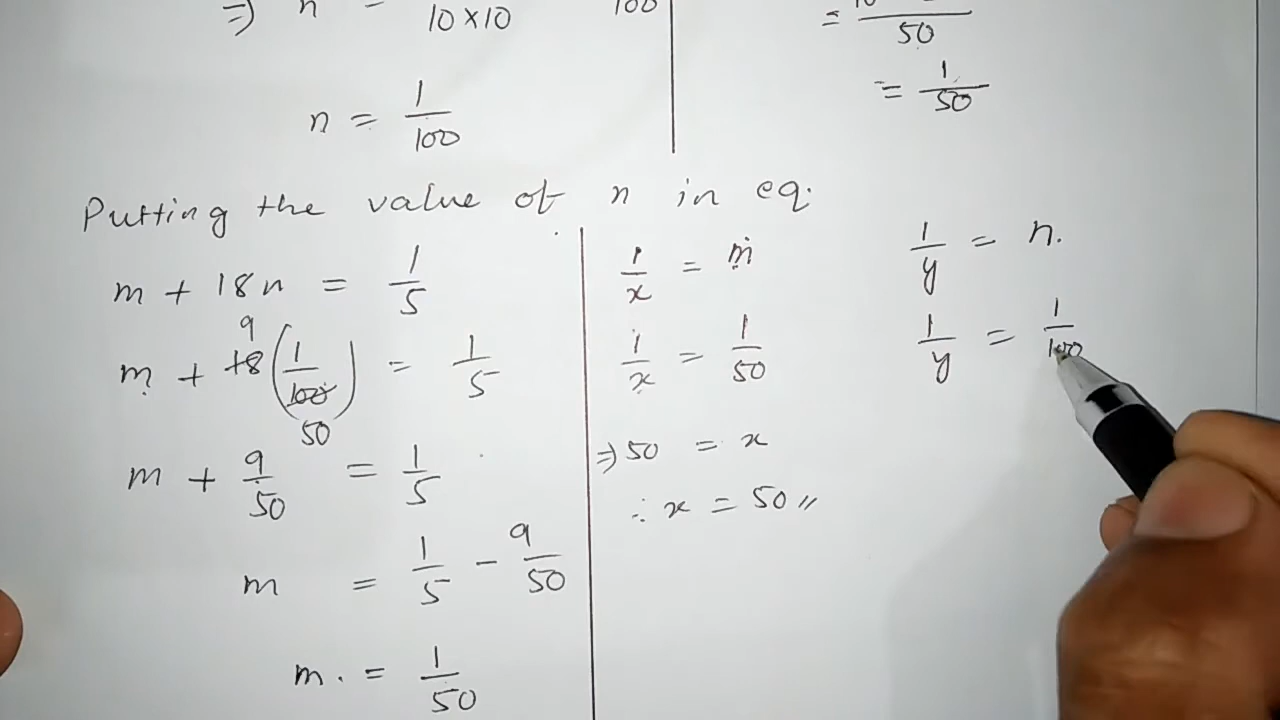 ⇒ n = 1/(10×10) 100
n = 1/100
= 50
= 1/50
Putting the value of n in eq.
m + 18n = 1/5
m + 18 9 (1/100 50) = 1/5
m + 9/50 = 1/5
m = 1/5 - 9/50
m. = 1/50
1/x = m
1/x = 1/50
⇒ 50 = x
∴ x = 50 //
1/y = n.
1/y = 1/100